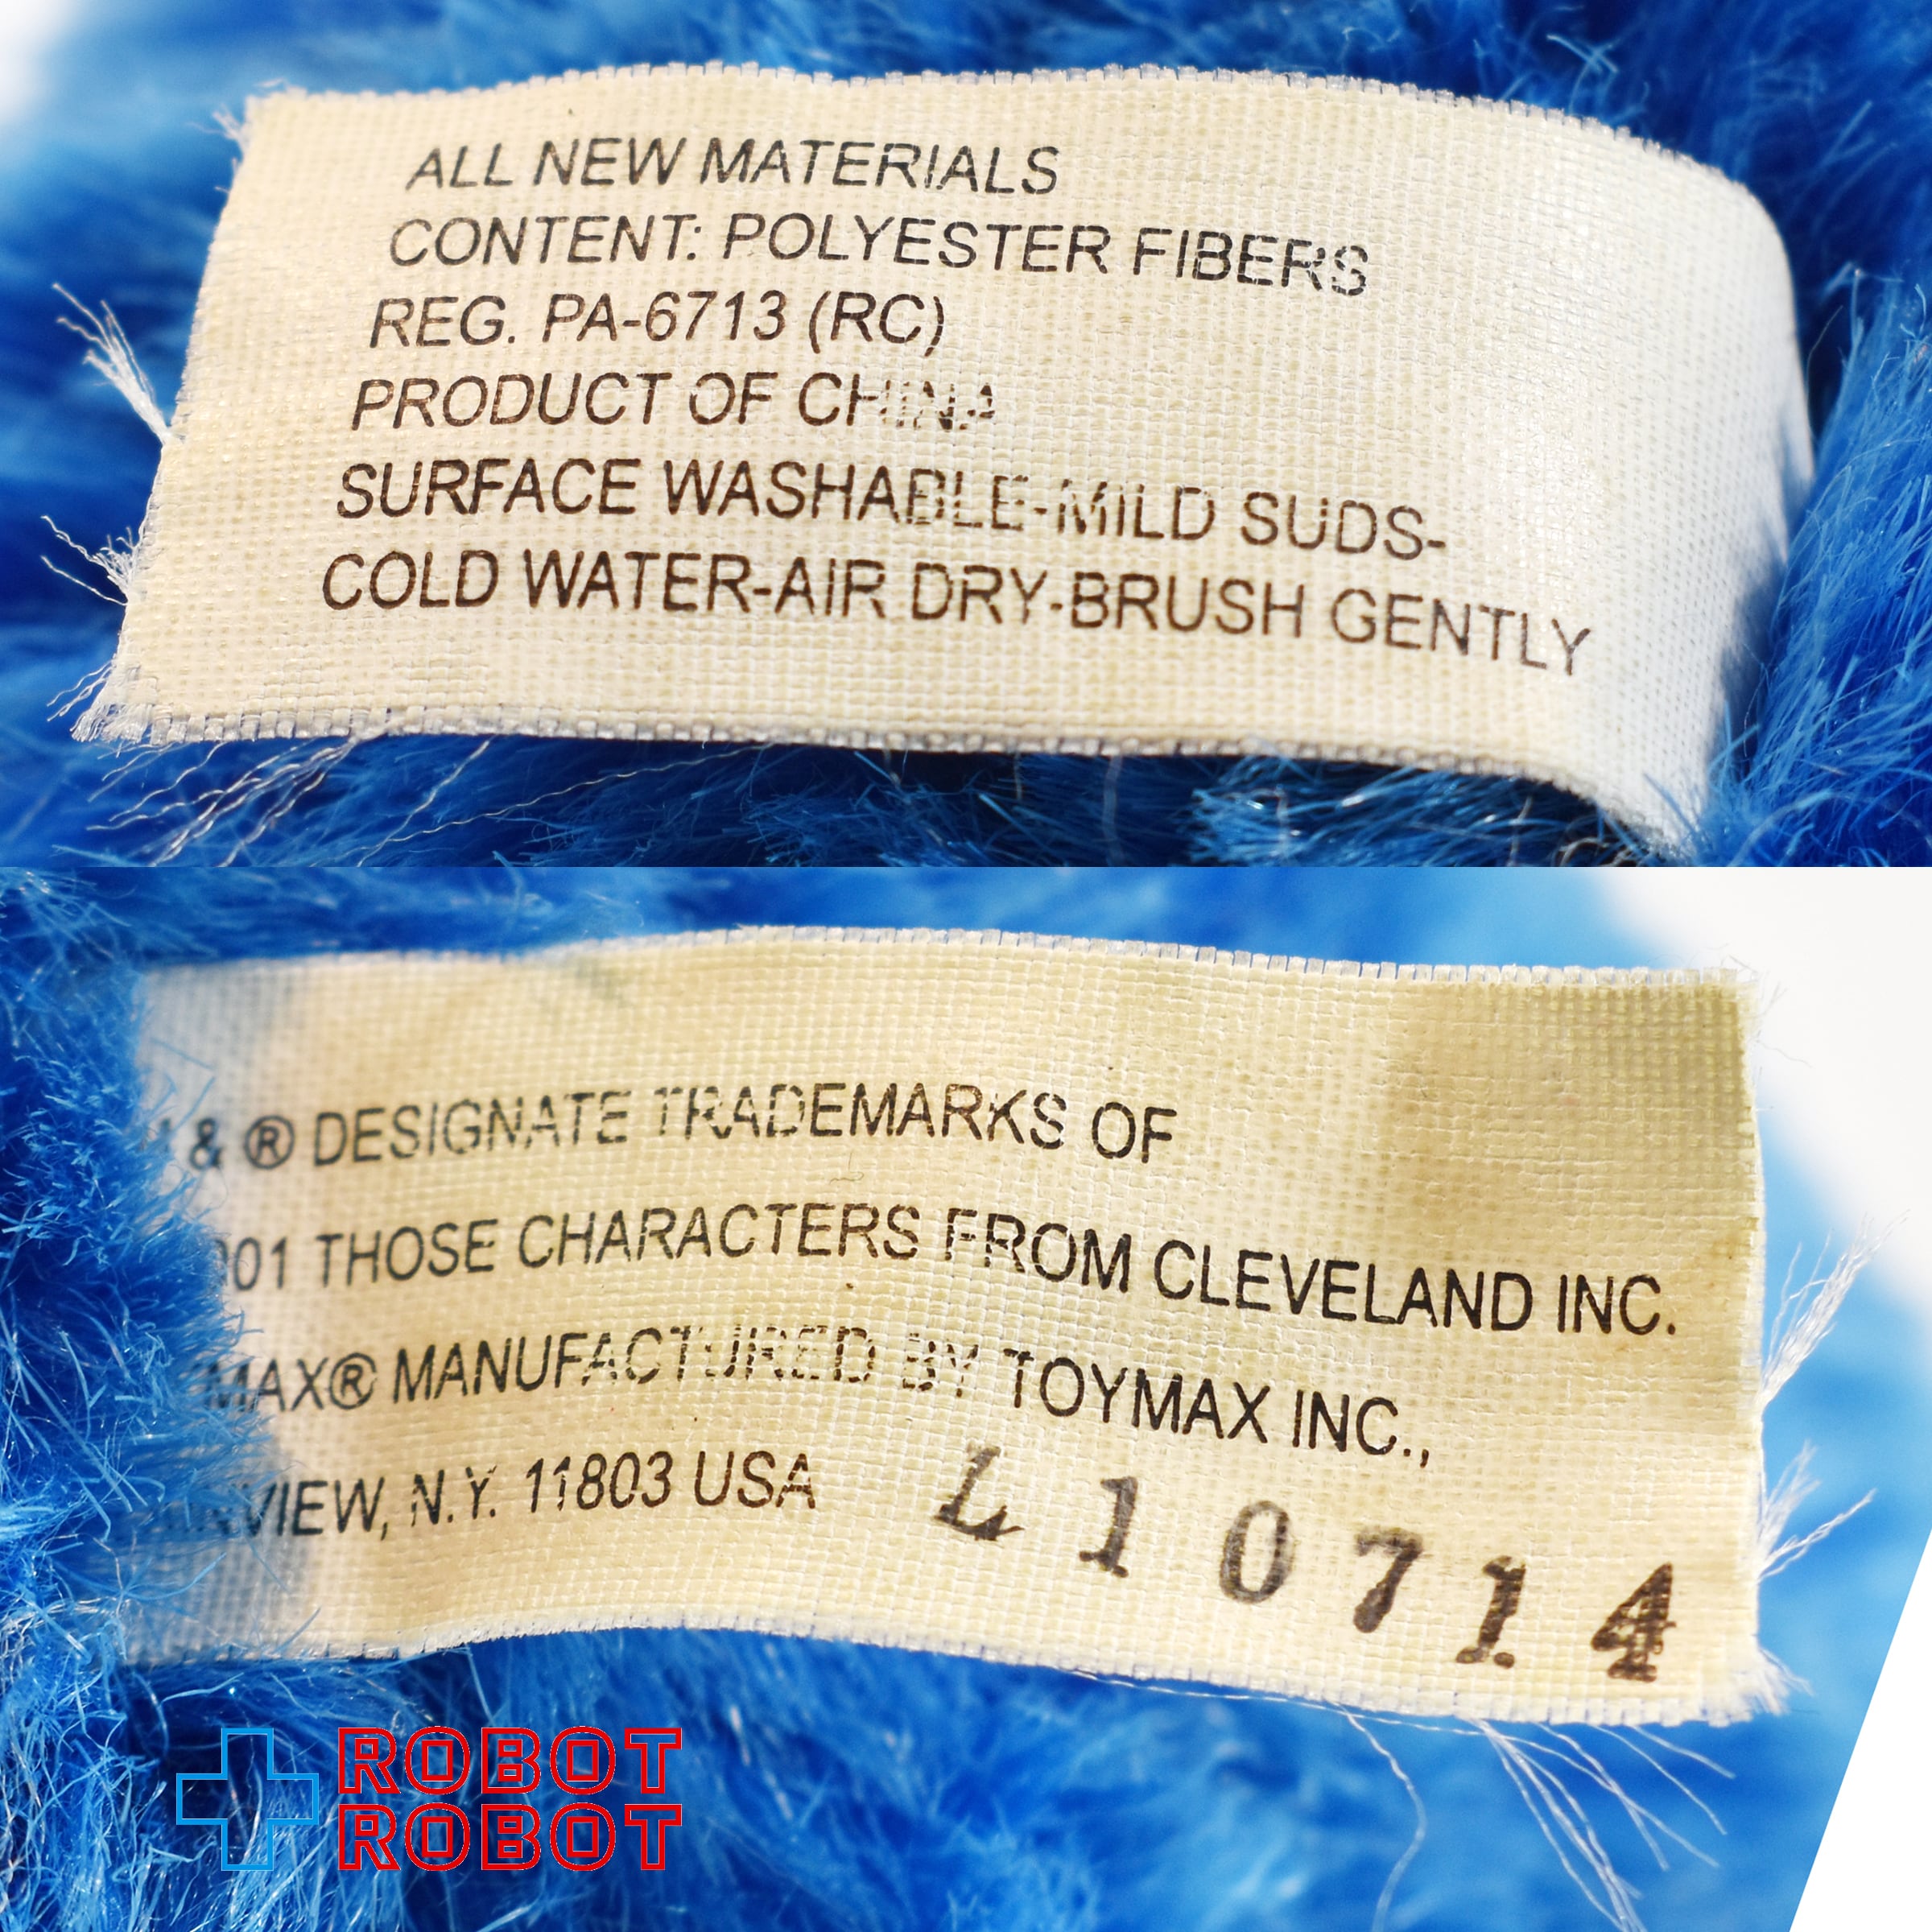 ALL NEW MATERIALS
CONTENT: POLYESTER FIBERS
REG. PA-6713 (RC)
PRODUCT OF CHINA
SURFACE WASHABLE-MILD SUDS-
COLD WATER-AIR DRY-BRUSH GENTLY
& ® DESIGNATE TRADEMARKS OF
THOSE CHARACTERS FROM CLEVELAND INC.
MAX® MANUFACTURED BY TOYMAX INC.,
VIEW, N.Y. 11803 USA
L10714
ROBOT
ROBOT